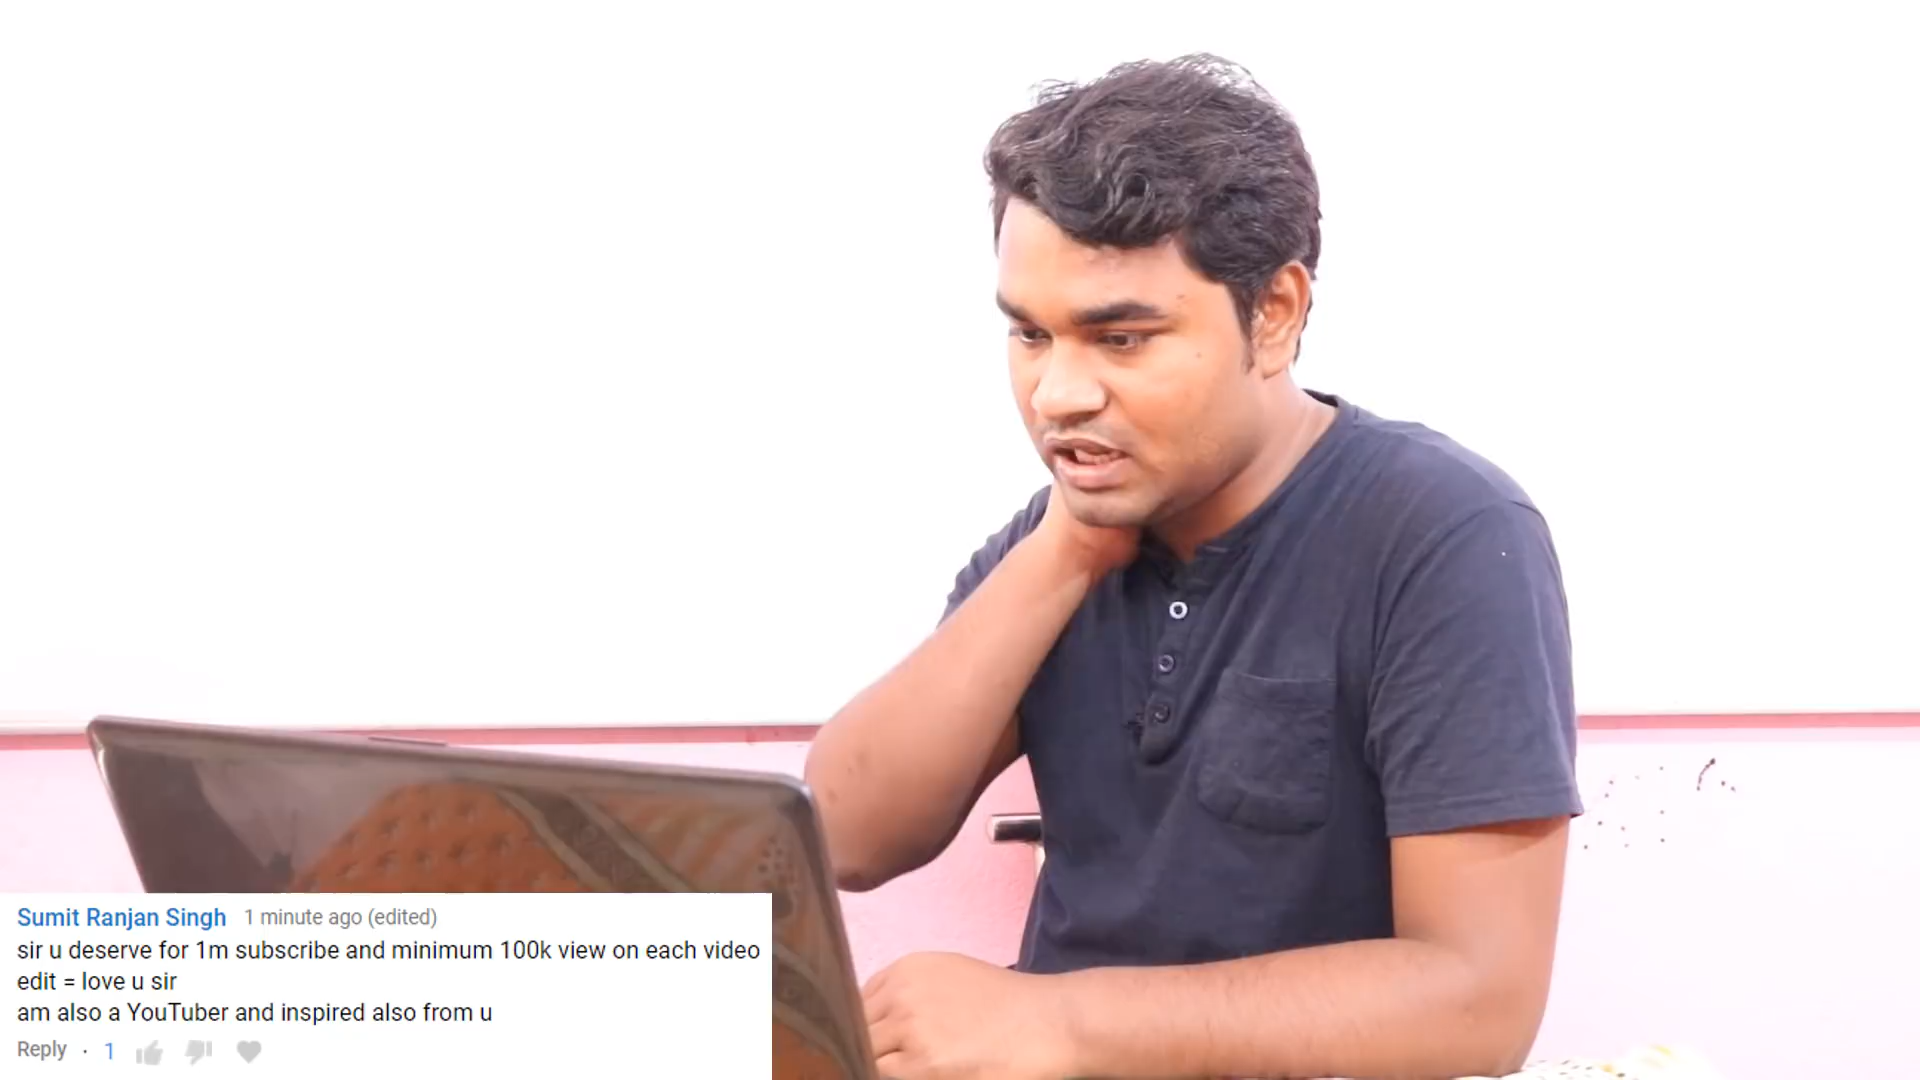 Sumit Ranjan Singh 1 minute ago (edited)
sir u deserve for 1m subscribe and minimum 100k view on each video
edit = love u sir
am also a YouTuber and inspired also from u
Reply · 1